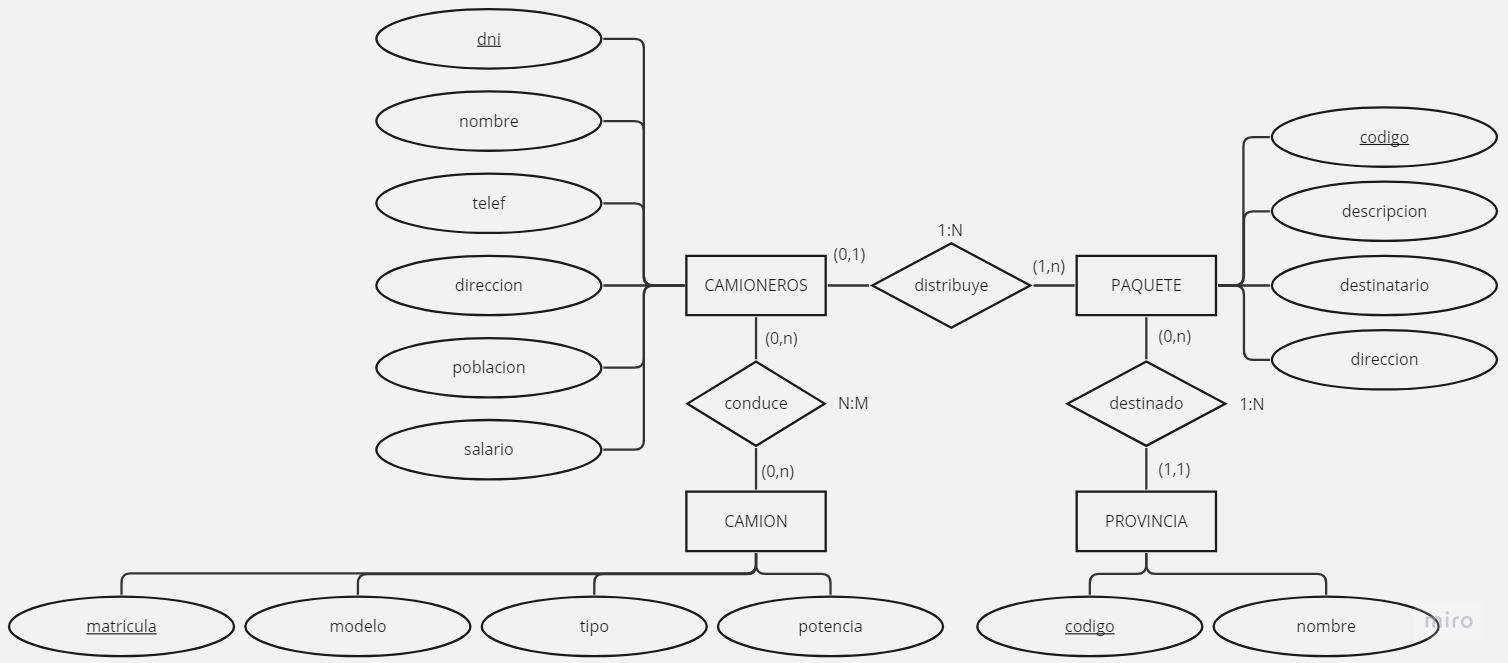 dni
nombre
telef
direccion
poblacion
salario
CAMIONEROS
(0,1)
1:N
distribuye
(1,n)
PAQUETE
codigo
descripcion
destinatario
direccion
(0,n)
conduce
N:M
(0,n)
CAMION
(0,n)
destinado
1:N
(1,1)
PROVINCIA
matricula
modelo
tipo
potencia
codigo
nombre
miro